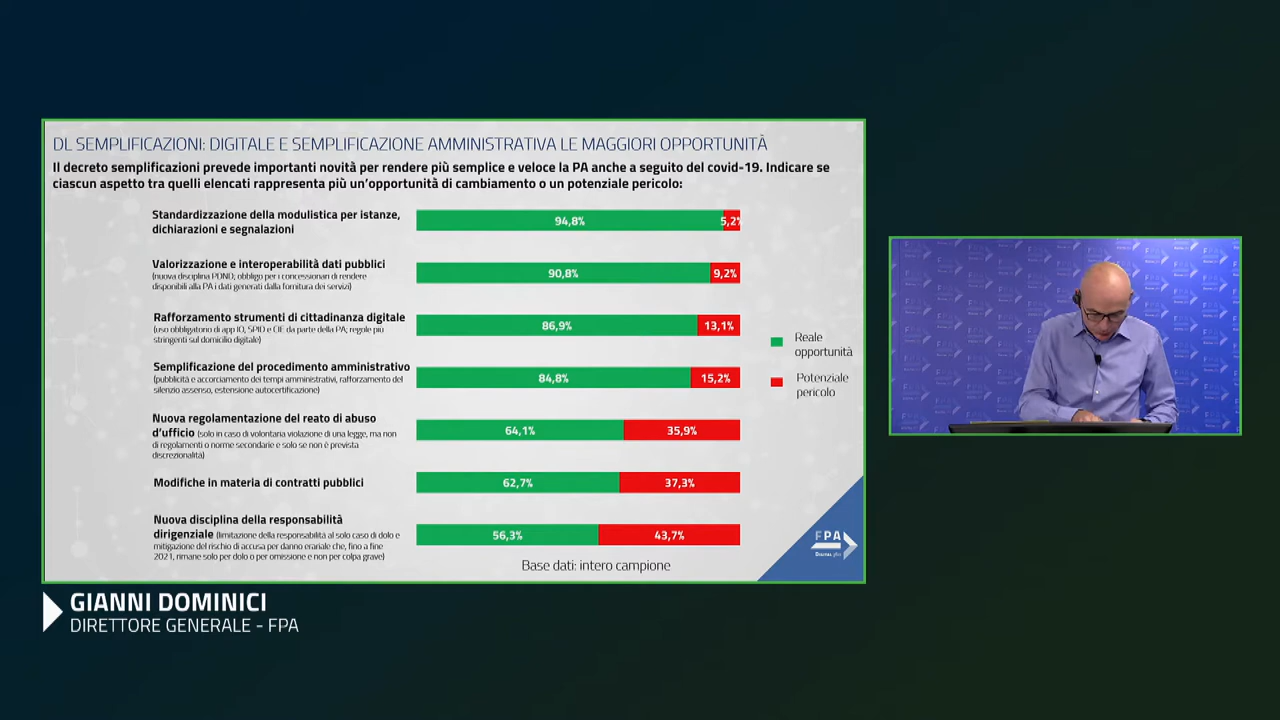 DL SEMPLIFICAZIONI: DIGITALE E SEMPLIFICAZIONE AMMINISTRATIVA LE MAGGIORI OPPORTUNITÀ
Il decreto semplificazioni prevede importanti novità per rendere più semplice e veloce la PA anche a seguito del covid-19. Indicare se
ciascun aspetto tra quelli elencati rappresenta più un'opportunità di cambiamento o un potenziale pericolo:
Standardizzazione della modulistica per istanze,
dichiarazioni e segnalazioni
94,8%
5,2%
Valorizzazione e interoperabilità dati pubblici
(nuova disciplina PDND; obbligo per i concessionari di rendere
disponibili alla PA i dati generati dalla fornitura dei servizi)
90,8%
9,2%
Rafforzamento strumenti di cittadinanza digitale
(uso obbligatorio di app IO, SPID e CIE da parte della PA; regole più
stringenti sul domicilio digitale)
86,9%
13,1%
Semplificazione del procedimento amministrativo
(pubblicità e accorciamento dei tempi amministrativi, rafforzamento del
silenzio assenso, estensione autocertificazione)
84,8%
15,2%
Nuova regolamentazione del reato di abuso
d'ufficio (solo in caso di volontaria violazione di una legge, ma non
di regolamenti o norme secondarie e solo se non è prevista
discrezionalità)
64,1%
35,9%
Modifiche in materia di contratti pubblici
62,7%
37,3%
Nuova disciplina della responsabilità
dirigenziale (limitazione della responsabilità al solo caso di dolo e
mitigazione del rischio di accusa per danno erariale che, fino a fine
2021, rimane solo per dolo o per omissione e non per colpa grave)
56,3%
43,7%
Reale
opportunità
Potenziale
pericolo
Base dati: intero campione
FPA
Digital 360
GIANNI DOMINICI
DIRETTORE GENERALE - FPA